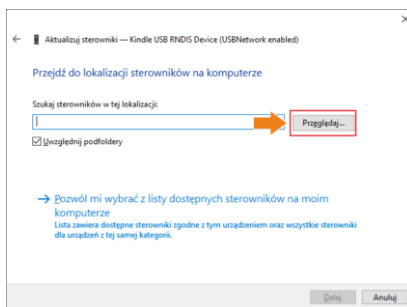 Aktualizuj sterowniki — Kindle USB RNDIS Device (USBNetwork enabled)
Przejdź do lokalizacji sterowników na komputerze
Szukaj sterowników w tej lokalizacji:
Przeglądaj...
Uwzględnij podfoldery
Pozwól mi wybrać z listy dostępnych sterowników na moim
komputerze
Lista zawiera dostępne sterowniki zgodne z tym urządzeniem oraz wszystkie sterowniki
dla urządzeń z tej samej kategorii.
Dalej Anuluj